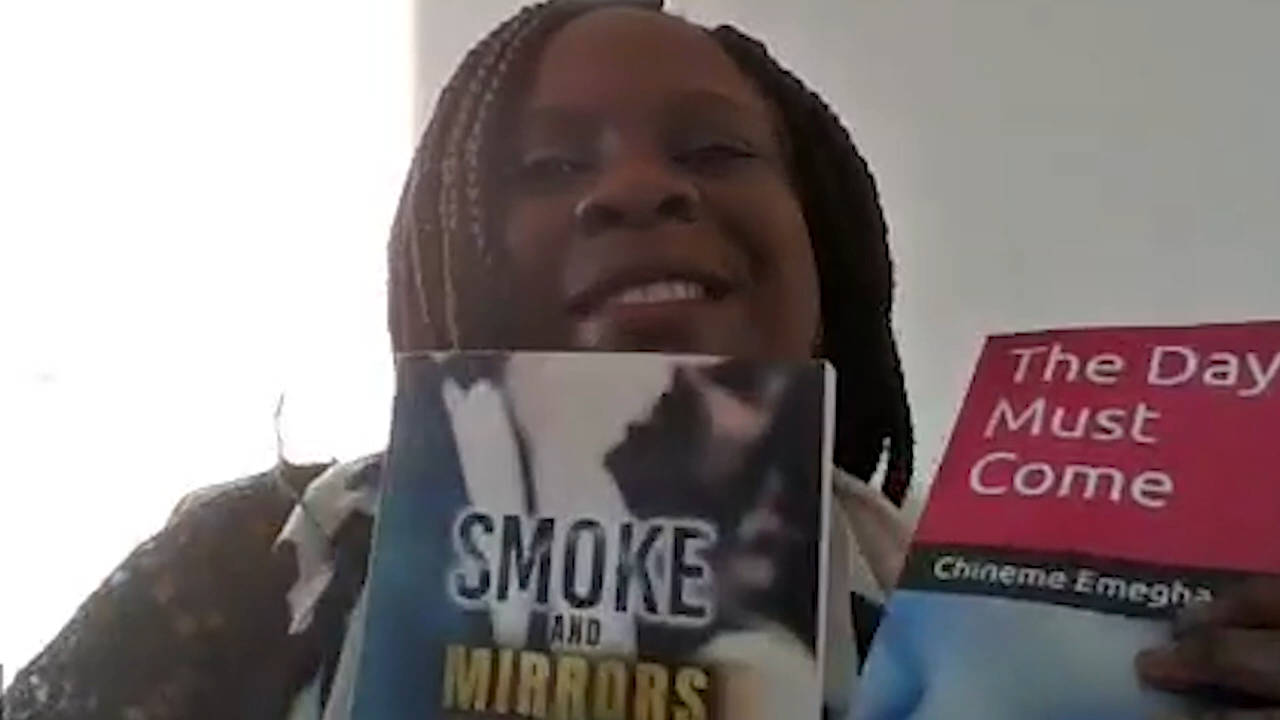 SMOKE
AND
MIRRORS
The Day
Must
Come
Chineme Emegha